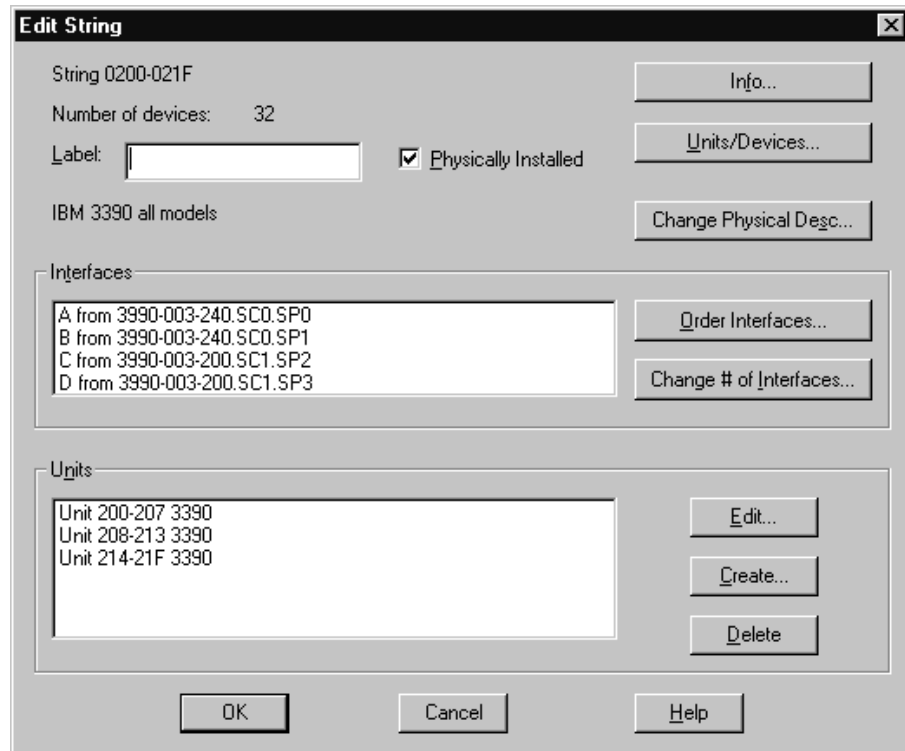 Edit String
String 0200-021F
Info...
Number of devices: 32
Units/Devices...
Label:
Physically Installed
IBM 3390 all models
Change Physical Desc...
Interfaces
A from 3990-003-240.SC0.SP0
B from 3990-003-240.SC0.SP1
C from 3990-003-200.SC1.SP2
D from 3990-003-200.SC1.SP3
Order Interfaces...
Change # of Interfaces...
Units
Unit 200-207 3390
Unit 208-213 3390
Unit 214-21F 3390
Edit...
Create...
Delete
OK Cancel Help